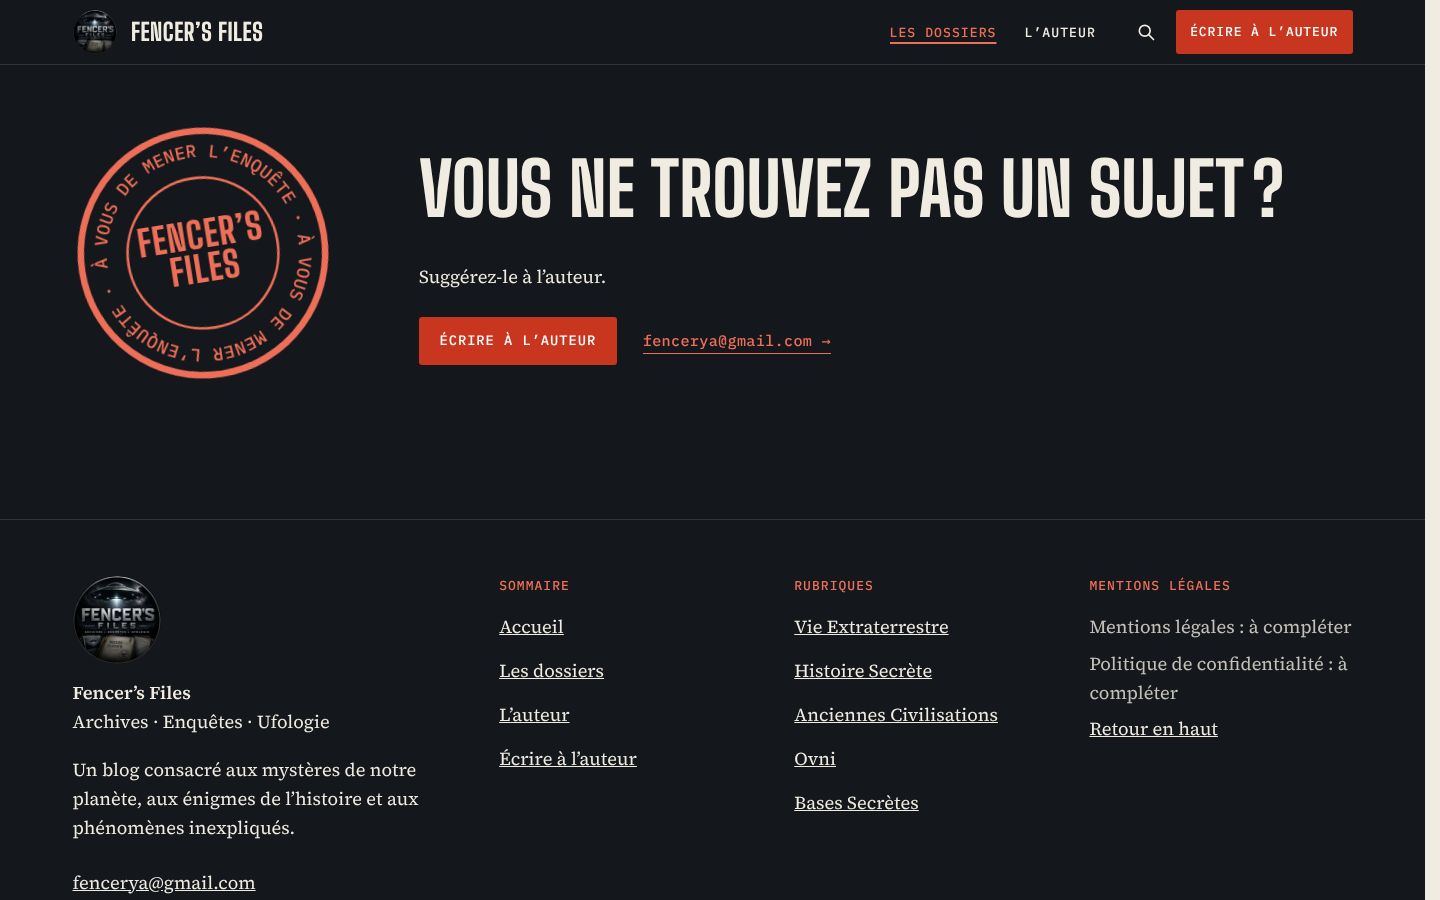 FENCER'S FILES
LES DOSSIERS
L’AUTEUR
ÉCRIRE À L’AUTEUR
À VOUS DE MENER L’ENQUÊTE · À VOUS DE MENER L’ENQUÊTE ·
FENCER’S
FILES
VOUS NE TROUVEZ PAS UN SUJET ?
Suggérez-le à l’auteur.
ÉCRIRE À L’AUTEUR
fencerya@gmail.com →
FENCER'S
FILES
Fencer’s Files
Archives · Enquêtes · Ufologie
Un blog consacré aux mystères de notre
planète, aux énigmes de l’histoire et aux
phénomènes inexpliqués.
fencerya@gmail.com
SOMMAIRE
Accueil
Les dossiers
L’auteur
Écrire à l’auteur
RUBRIQUES
Vie Extraterrestre
Histoire Secrète
Anciennes Civilisations
Ovni
Bases Secrètes
MENTIONS LÉGALES
Mentions légales : à compléter
Politique de confidentialité : à
compléter
Retour en haut